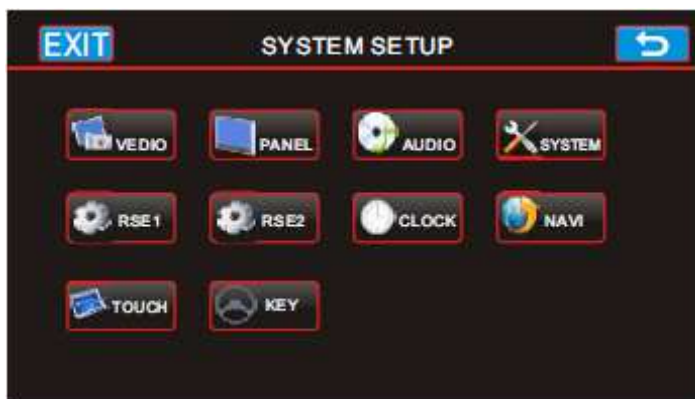 EXIT SYSTEM SETUP
VEDIO PANEL AUDIO SYSTEM
RSE1 RSE2 CLOCK NAVI
TOUCH KEY